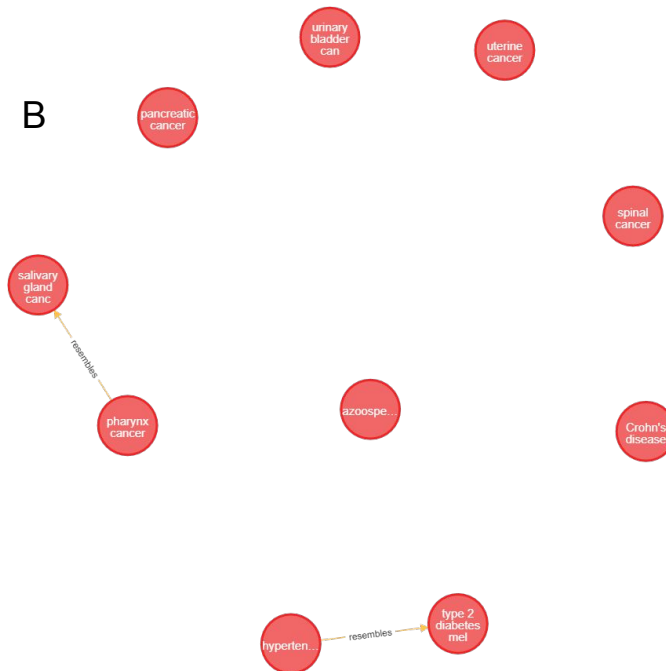 urinary
bladder
can
uterine
cancer
B
pancreatic
cancer
spinal
cancer
salivary
gland
canc
resembles
pharynx
cancer
azoospe...
Crohn's
disease
type 2
diabetes
mel
resembles
hyperten...